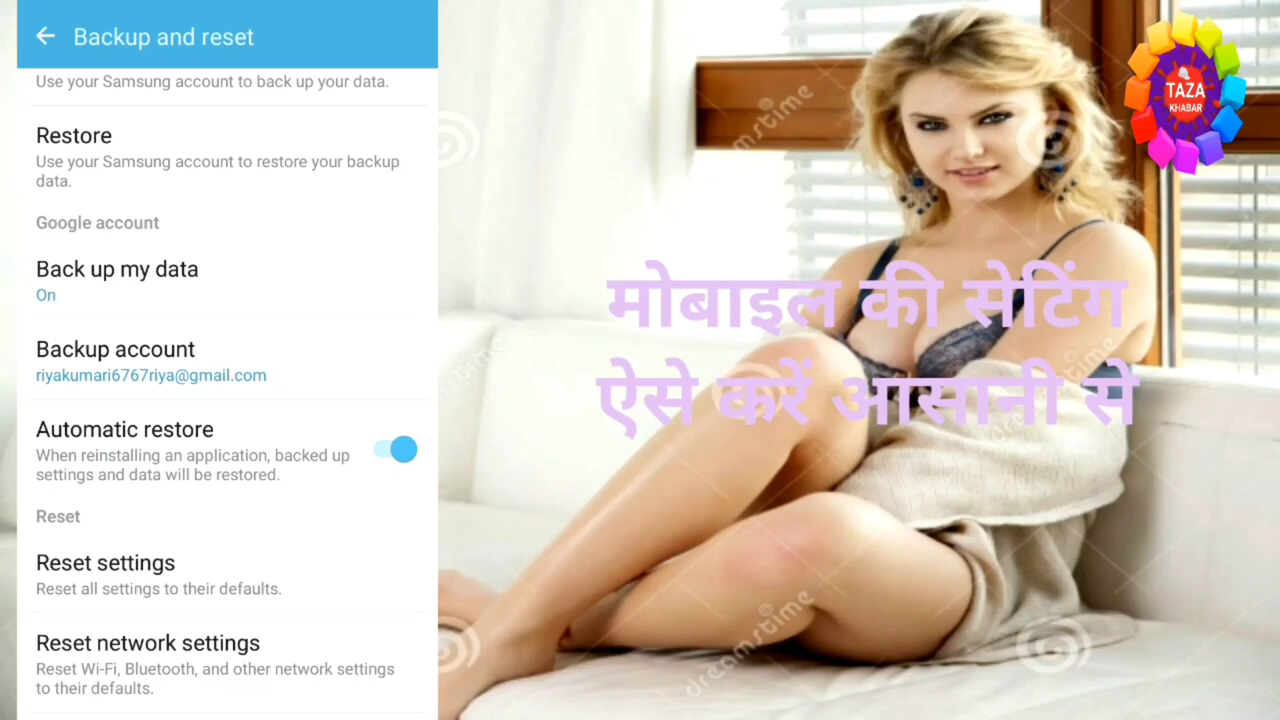 Backup and reset
Use your Samsung account to back up your data.
Restore
Use your Samsung account to restore your backup
data.
Google account
Back up my data
On
Backup account
riyakumari6767riya@gmail.com
Automatic restore
When reinstalling an application, backed up
settings and data will be restored.
Reset
Reset settings
Reset all settings to their defaults.
Reset network settings
Reset Wi-Fi, Bluetooth, and other network settings
to their defaults.
TAZA
KHABAR
मोबाइल की सेटिंग
ऐसे करें आसानी से
dreamstime